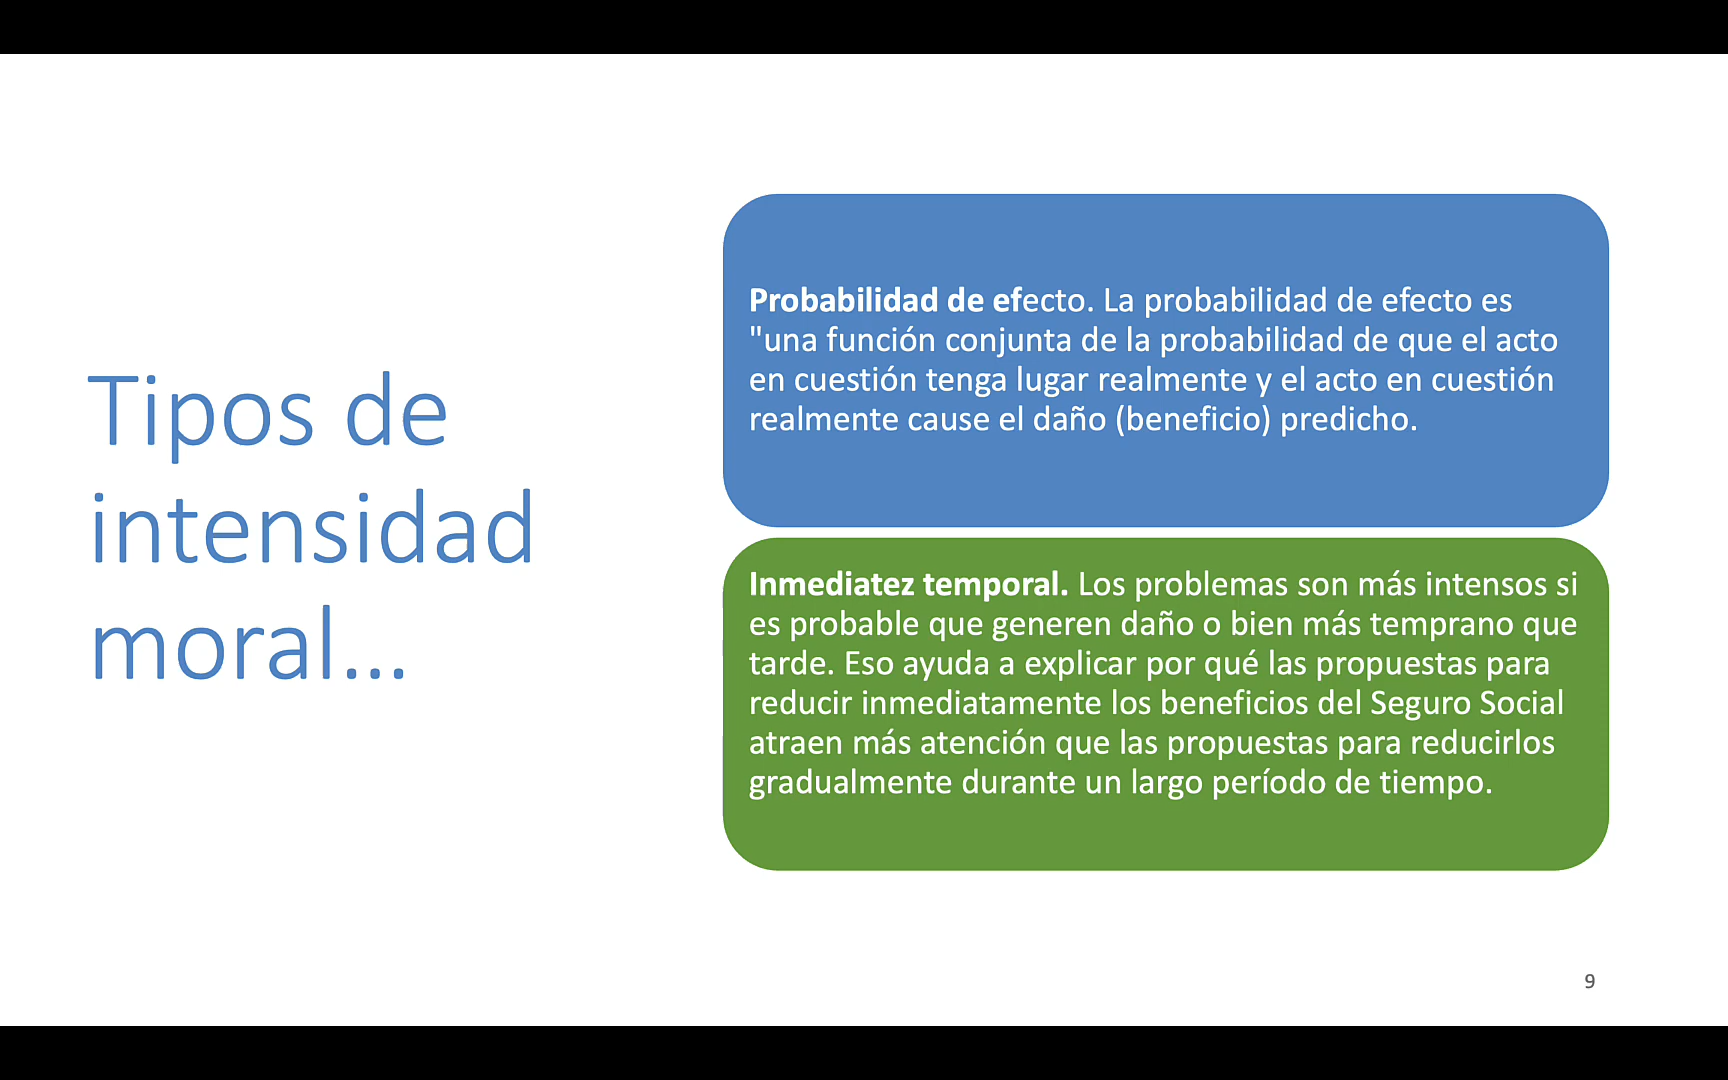 Tipos de
intensidad
moral...
Probabilidad de efecto. La probabilidad de efecto es
"una función conjunta de la probabilidad de que el acto
en cuestión tenga lugar realmente y el acto en cuestión
realmente cause el daño (beneficio) predicho.
Inmediatez temporal. Los problemas son más intensos si
es probable que generen daño o bien más temprano que
tarde. Eso ayuda a explicar por qué las propuestas para
reducir inmediatamente los beneficios del Seguro Social
atraen más atención que las propuestas para reducirlos
gradualmente durante un largo período de tiempo.
9